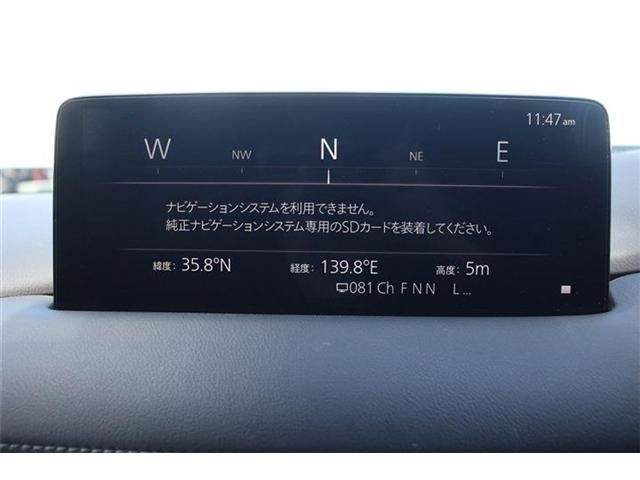 11:47am
W NW N NE E
ナビゲーションシステムを利用できません。
純正ナビゲーションシステム専用のSDカードを装着してください。
緯度: 35.8°N 経度: 139.8°E 高度: 5m
081 Ch F N N L...